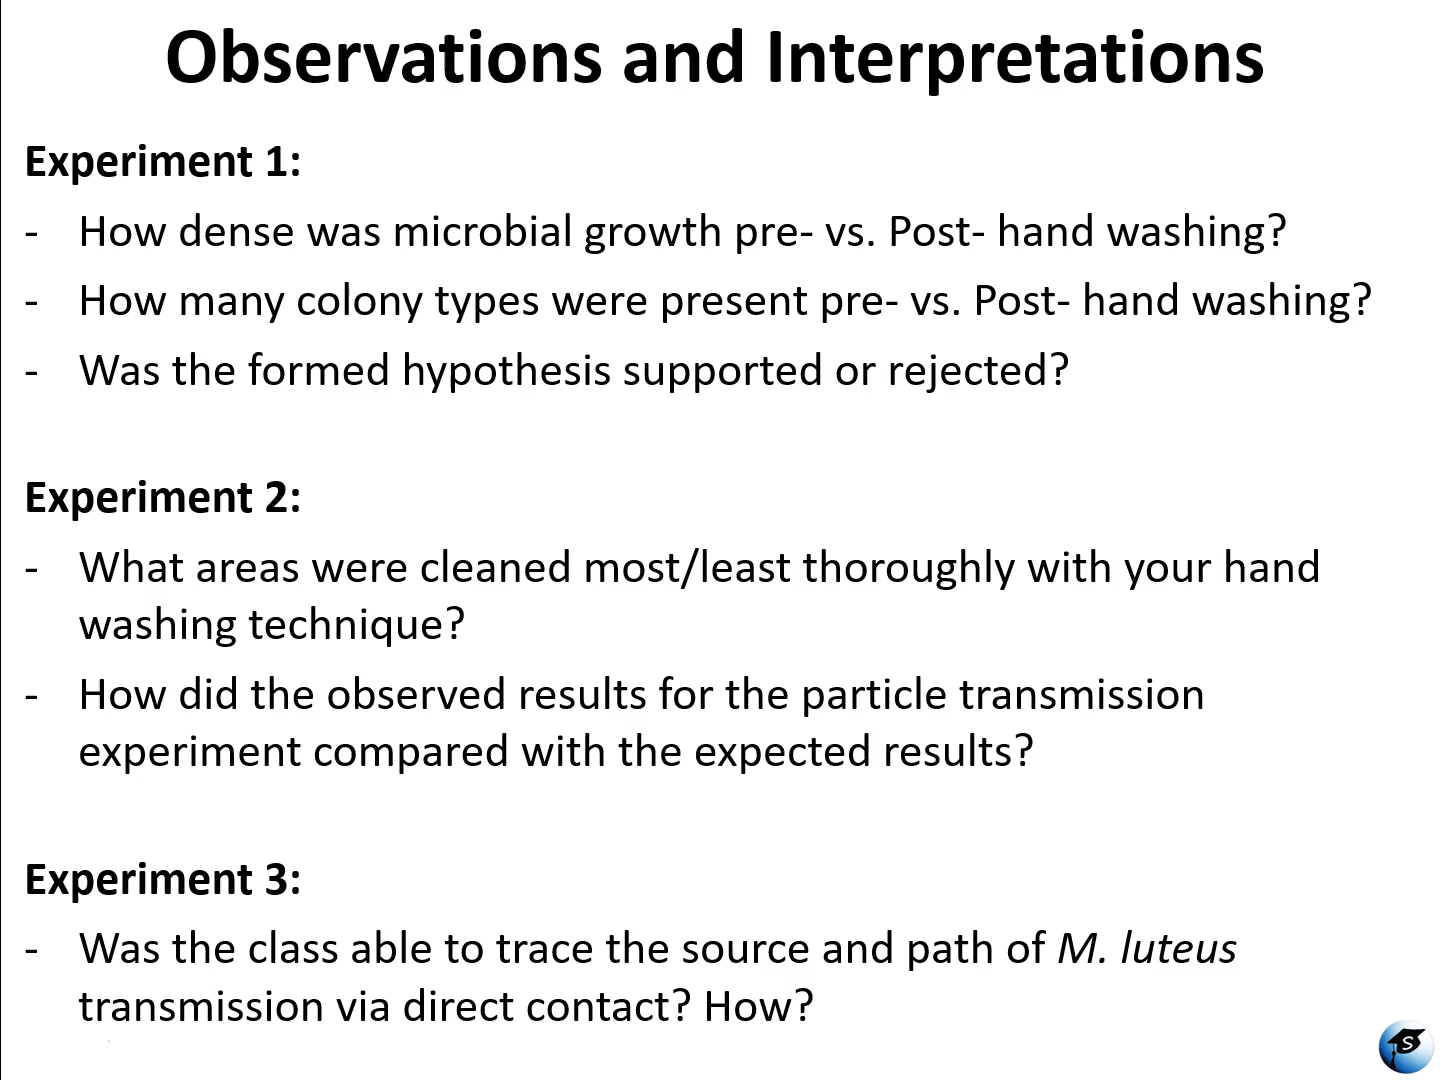 Observations and Interpretations
Experiment 1:
- How dense was microbial growth pre- vs. Post- hand washing?
- How many colony types were present pre- vs. Post- hand washing?
- Was the formed hypothesis supported or rejected?
Experiment 2:
- What areas were cleaned most/least thoroughly with your hand
washing technique?
- How did the observed results for the particle transmission
experiment compared with the expected results?
Experiment 3:
- Was the class able to trace the source and path of M. luteus
transmission via direct contact? How?
S